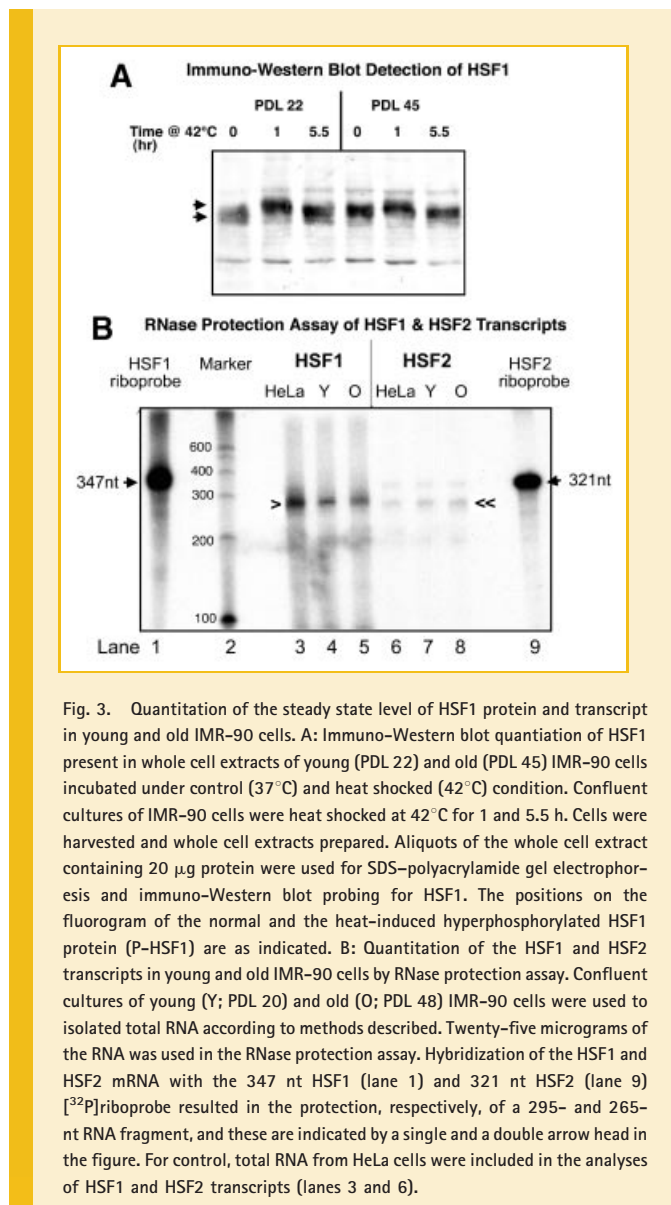 A Immuno-Western Blot Detection of HSF1
PDL 22 PDL 45
Time @ 42°C 0 1 5.5 0 1 5.5
(hr)
B RNase Protection Assay of HSF1 & HSF2 Transcripts
HSF1 Marker HSF1 HSF2 HSF2
riboprobe HeLa Y O HeLa Y O riboprobe
600
347nt 400 321nt
300 > <<
200
100
Lane 1 2 3 4 5 6 7 8 9
Fig. 3. Quantitation of the steady state level of HSF1 protein and transcript
in young and old IMR-90 cells. A: Immuno-Western blot quantiation of HSF1
present in whole cell extracts of young (PDL 22) and old (PDL 45) IMR-90 cells
incubated under control (37°C) and heat shocked (42°C) condition. Confluent
cultures of IMR-90 cells were heat shocked at 42°C for 1 and 5.5 h. Cells were
harvested and whole cell extracts prepared. Aliquots of the whole cell extract
containing 20 μg protein were used for SDS–polyacrylamide gel electrophor-
esis and immuno-Western blot probing for HSF1. The positions on the
fluorogram of the normal and the heat-induced hyperphosphorylated HSF1
protein (P-HSF1) are as indicated. B: Quantitation of the HSF1 and HSF2
transcripts in young and old IMR-90 cells by RNase protection assay. Confluent
cultures of young (Y; PDL 20) and old (O; PDL 48) IMR-90 cells were used to
isolated total RNA according to methods described. Twenty-five micrograms of
the RNA was used in the RNase protection assay. Hybridization of the HSF1 and
HSF2 mRNA with the 347 nt HSF1 (lane 1) and 321 nt HSF2 (lane 9)
[³²P]riboprobe resulted in the protection, respectively, of a 295- and 265-
nt RNA fragment, and these are indicated by a single and a double arrow head in
the figure. For control, total RNA from HeLa cells were included in the analyses
of HSF1 and HSF2 transcripts (lanes 3 and 6).